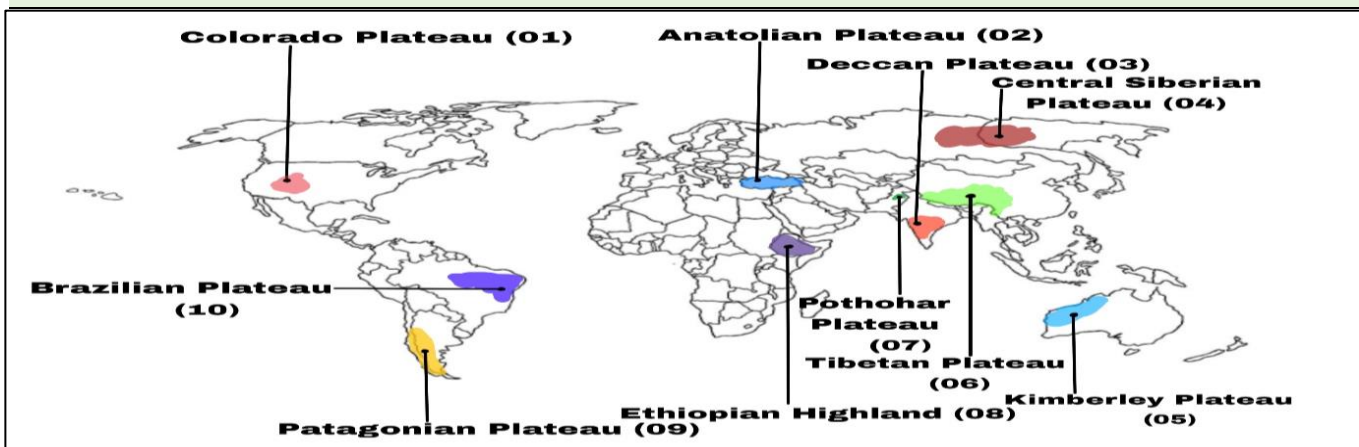 Colorado Plateau (01)
Anatolian Plateau (02)
Deccan Plateau (03)
Central Siberian
Plateau (04)
Brazilian Plateau
(10)
Pothohar
Plateau
(07)
Tibetan Plateau
(06)
Kimberley Plateau
(05)
Ethiopian Highland (08)
Patagonian Plateau (09)